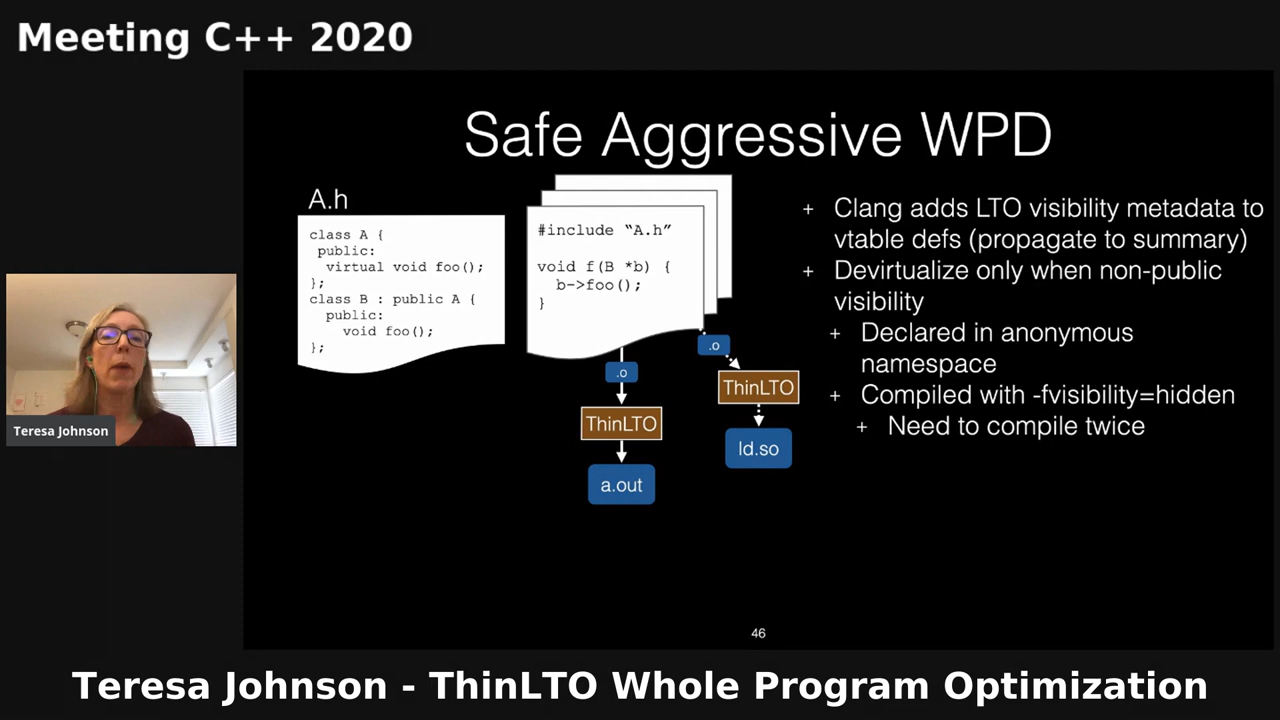 Meeting C++ 2020
Safe Aggressive WPD
A.h
class A {
public:
virtual void foo();
};
class B : public A {
public:
void foo();
};
#include “A.h”
void f(B *b) {
b->foo();
}
.o
.o
ThinLTO
ThinLTO
ld.so
a.out
+ Clang adds LTO visibility metadata to
vtable defs (propagate to summary)
+ Devirtualize only when non-public
visibility
+ Declared in anonymous
namespace
+ Compiled with -fvisibility=hidden
+ Need to compile twice
Teresa Johnson
46
Teresa Johnson - ThinLTO Whole Program Optimization